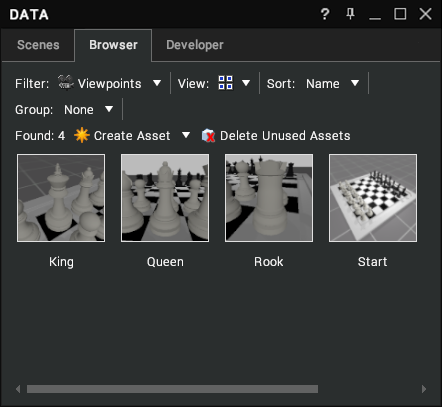 DATA ?
Scenes Browser Developer
Filter: Viewpoints View: Sort: Name
Group: None
Found: 4 Create Asset Delete Unused Assets
King Queen Rook Start